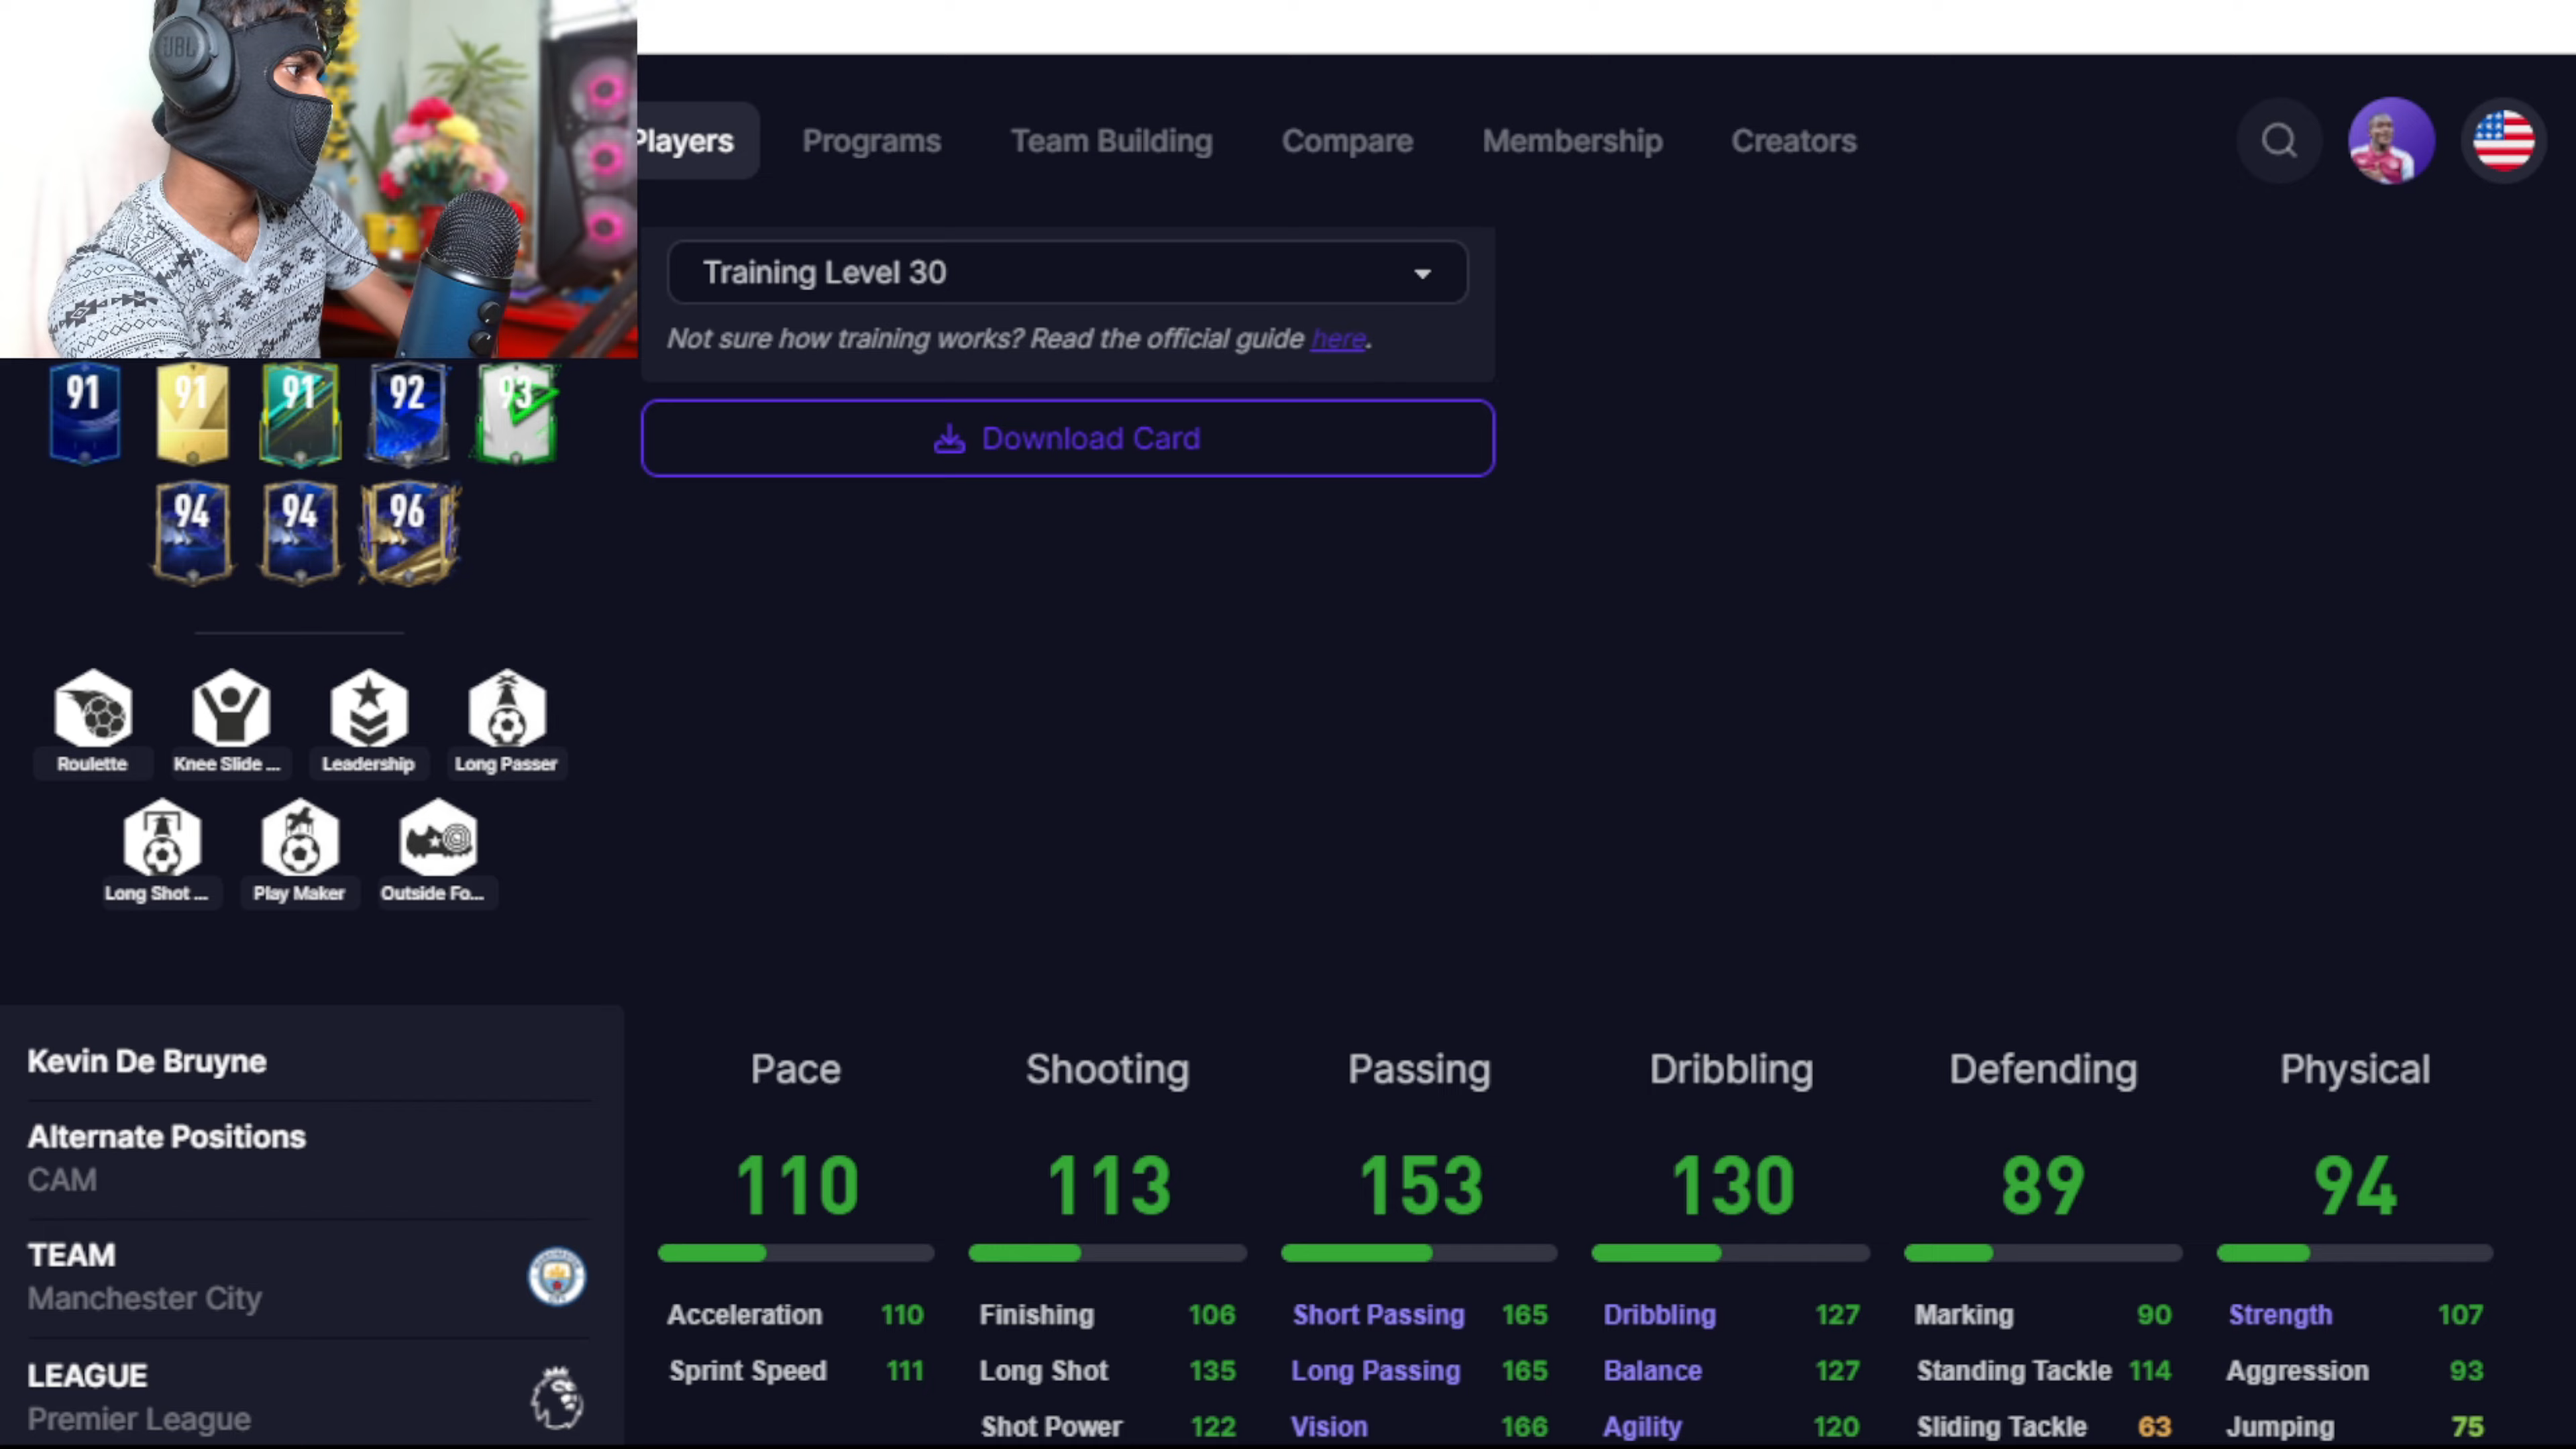 JBL
Players Programs Team Building Compare Membership Creators
Training Level 30
Not sure how training works? Read the official guide here.
Download Card
91 91 91 92 93
94 94 96
Roulette Knee Slide ... Leadership Long Passer
Long Shot ... Play Maker Outside Fo...
Kevin De Bruyne
Alternate Positions
CAM
TEAM
Manchester City
LEAGUE
Premier League
Pace Shooting Passing Dribbling Defending Physical
110 113 153 130 89 94
Acceleration 110 Finishing 106 Short Passing 165 Dribbling 127 Marking 90 Strength 107
Sprint Speed 111 Long Shot 135 Long Passing 165 Balance 127 Standing Tackle 114 Aggression 93
Shot Power 122 Vision 166 Agility 120 Sliding Tackle 63 Jumping 75